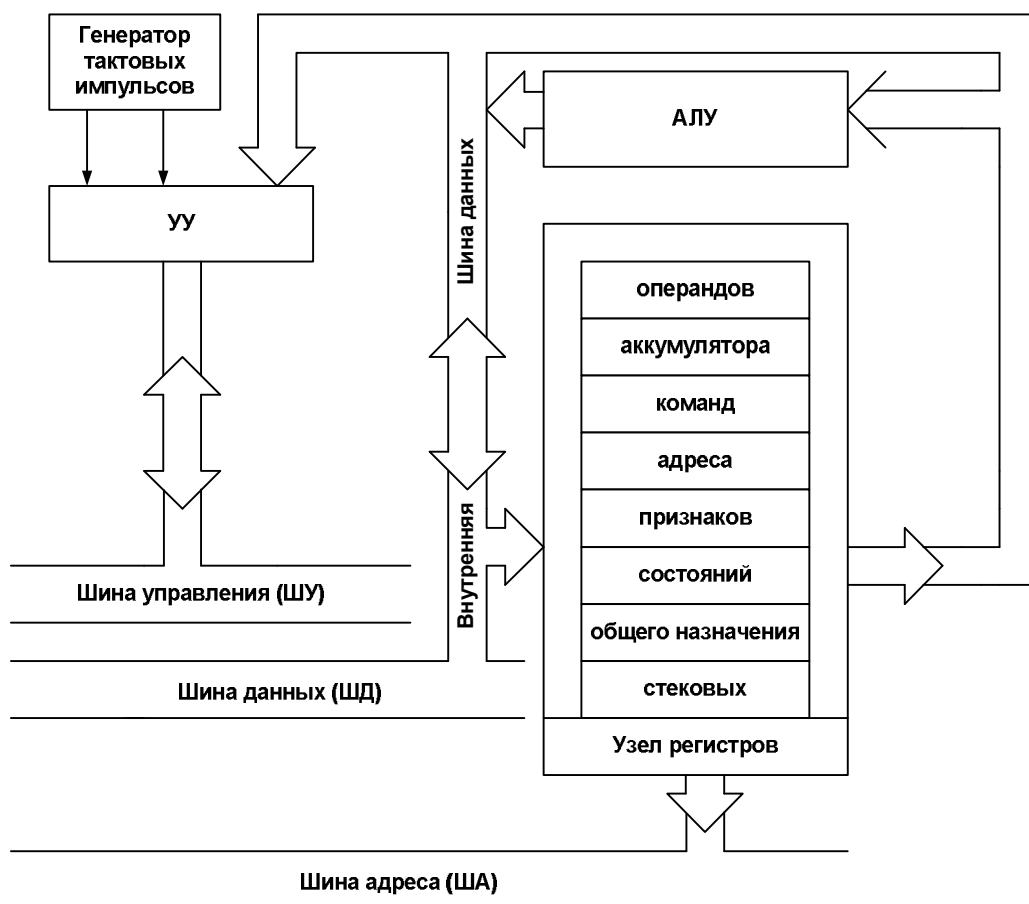 Генератор
тактовых
импульсов
АЛУ
УУ
Шина данных
операндов
аккумулятора
команд
адреса
признаков
состояний
общего назначения
стековых
Узел регистров
Внутренняя
Шина управления (ШУ)
Шина данных (ШД)
Шина адреса (ША)